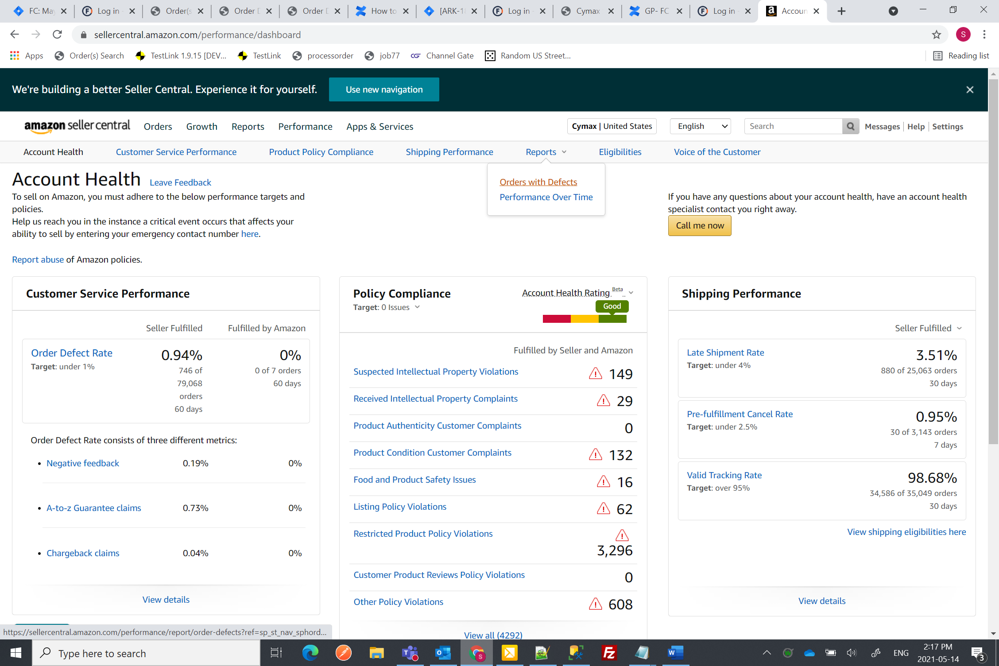 FC: May
Log in -
Order(s
Order D
Order D
How to
[ARK-18
Log in -
Cymax
GP- FC
Log in -
Accoun
sellercentral.amazon.com/performance/dashboard
S
Apps
Order(s) Search
TestLink 1.9.15 [DEV...
TestLink
processorder
job77
CG Channel Gate
Random US Street...
Reading list
We're building a better Seller Central. Experience it for yourself.
Use new navigation
amazon seller central
Orders
Growth
Reports
Performance
Apps & Services
Cymax | United States
English
Search
Messages
Help
Settings
Account Health
Customer Service Performance
Product Policy Compliance
Shipping Performance
Reports
Eligibilities
Voice of the Customer
Orders with Defects
Performance Over Time
Account Health Leave Feedback
To sell on Amazon, you must adhere to the below performance targets and
policies.
Help us reach you in the instance a critical event occurs that affects your
ability to sell by entering your emergency contact number here.
Report abuse of Amazon policies.
If you have any questions about your account health, have an account health
specialist contact you right away.
Call me now
Customer Service Performance
Seller Fulfilled
Fulfilled by Amazon
Order Defect Rate
Target: under 1%
0.94%
746 of
79,068
orders
60 days
0%
0 of 7 orders
60 days
Order Defect Rate consists of three different metrics:
• Negative feedback 0.19% 0%
• A-to-z Guarantee claims 0.73% 0%
• Chargeback claims 0.04% 0%
View details
Policy Compliance
Target: 0 Issues
Account Health Rating Beta
Good
Fulfilled by Seller and Amazon
Suspected Intellectual Property Violations 149
Received Intellectual Property Complaints 29
Product Authenticity Customer Complaints 0
Product Condition Customer Complaints 132
Food and Product Safety Issues 16
Listing Policy Violations 62
Restricted Product Policy Violations
3,296
Customer Product Reviews Policy Violations 0
Other Policy Violations 608
View all (4292)
Shipping Performance
Seller Fulfilled
Late Shipment Rate
Target: under 4%
3.51%
880 of 25,063 orders
30 days
Pre-fulfillment Cancel Rate
Target: under 2.5%
0.95%
30 of 3,143 orders
7 days
Valid Tracking Rate
Target: over 95%
98.68%
34,586 of 35,049 orders
30 days
View shipping eligibilities here
View details
https://sellercentral.amazon.com/performance/report/order-defects?ref=sp_st_nav_sphord...
Type here to search
ENG
2:17 PM
2021-05-14
3